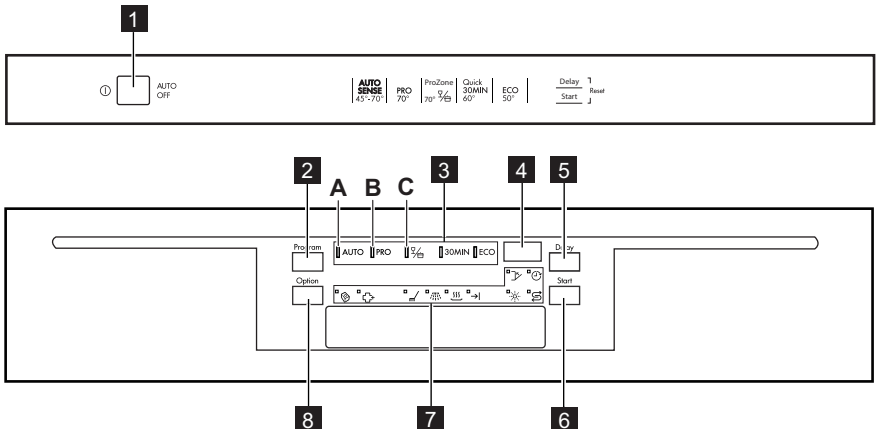 1
AUTO
OFF
AUTO
SENSE
45°-70°
PRO
70°
ProZone
70°
Quick
30MIN
60°
ECO
50°
Delay
Start
Reset
2
A
B
C
3
4
5
Program
AUTO
PRO
30MIN
ECO
Delay
Option
Start
8
7
6